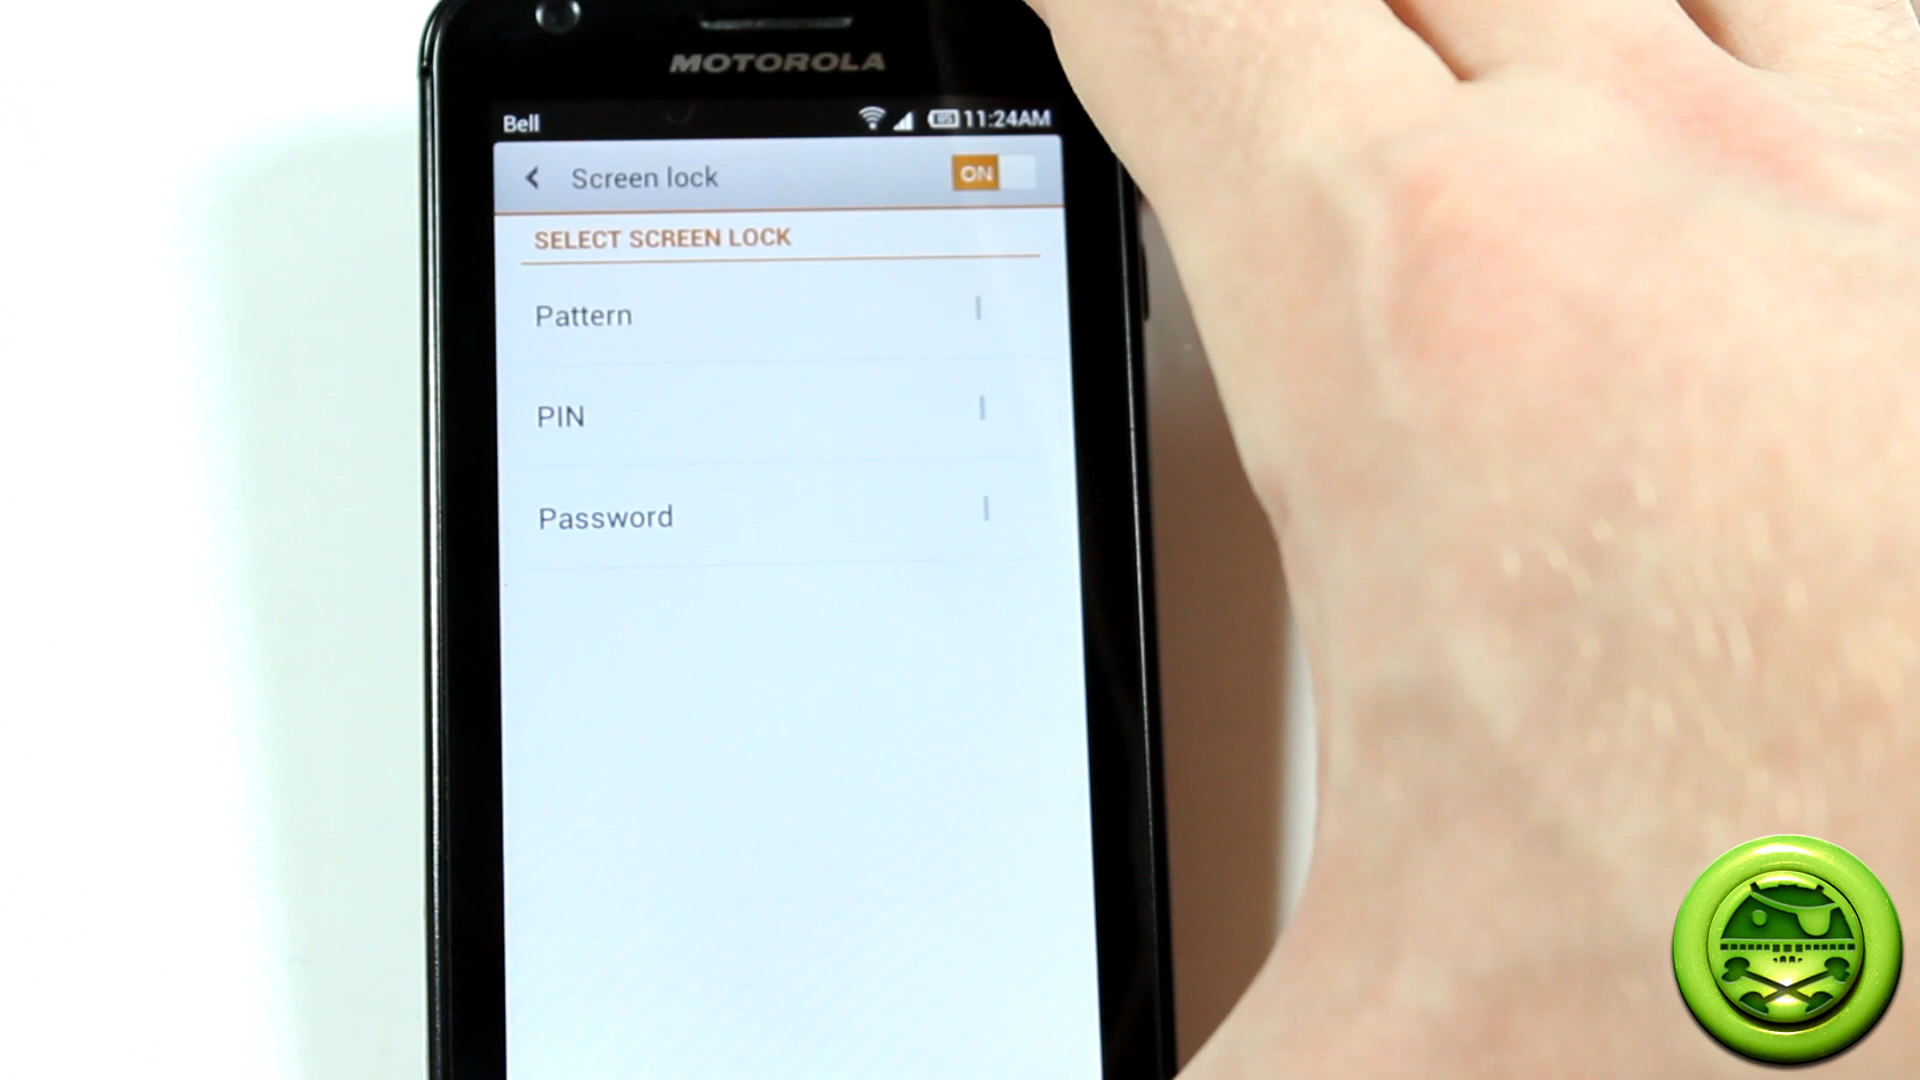 MOTOROLA
Bell 11:24AM
Screen lock ON
SELECT SCREEN LOCK
Pattern
PIN
Password